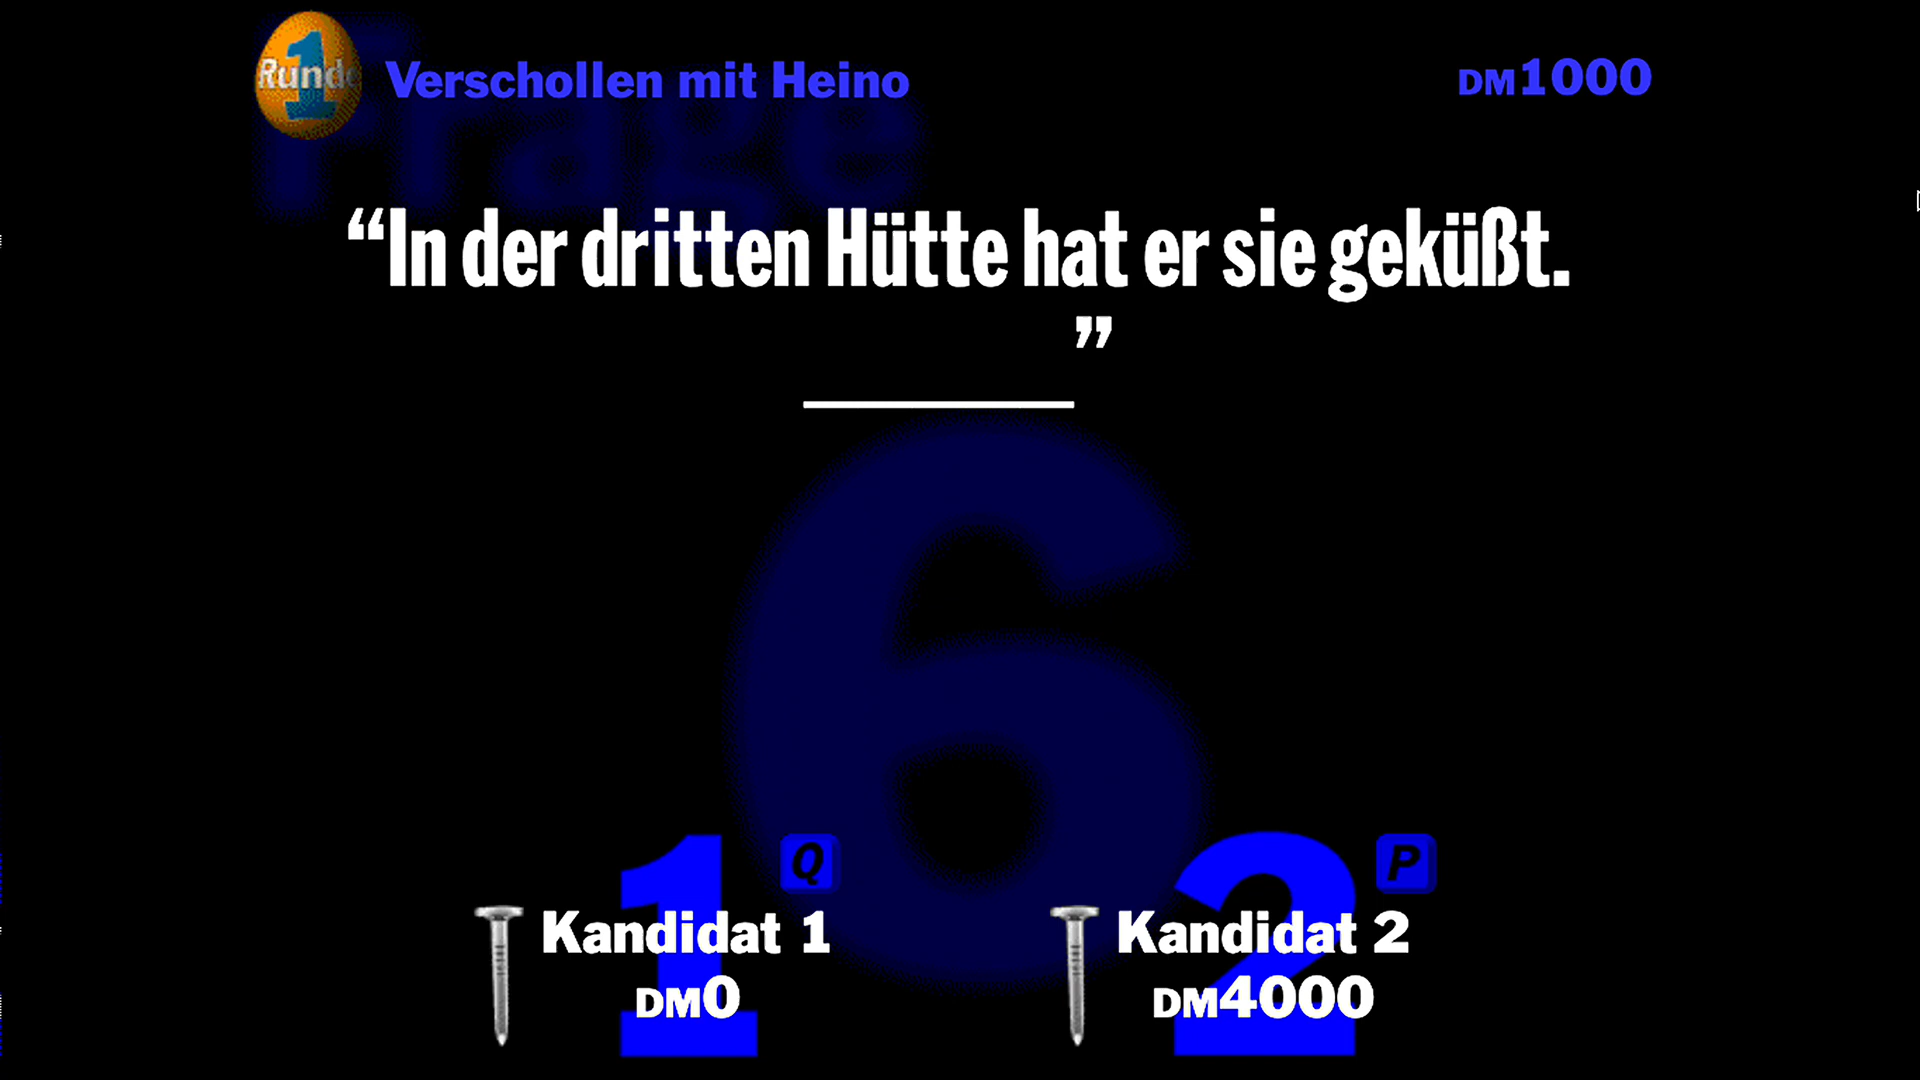 Frage
Runde 1
Verschollen mit Heino
DM1000
“In der dritten Hütte hat er sie geküßt.
________”
6
1
Q
Kandidat 1
DM0
2
P
Kandidat 2
DM4000